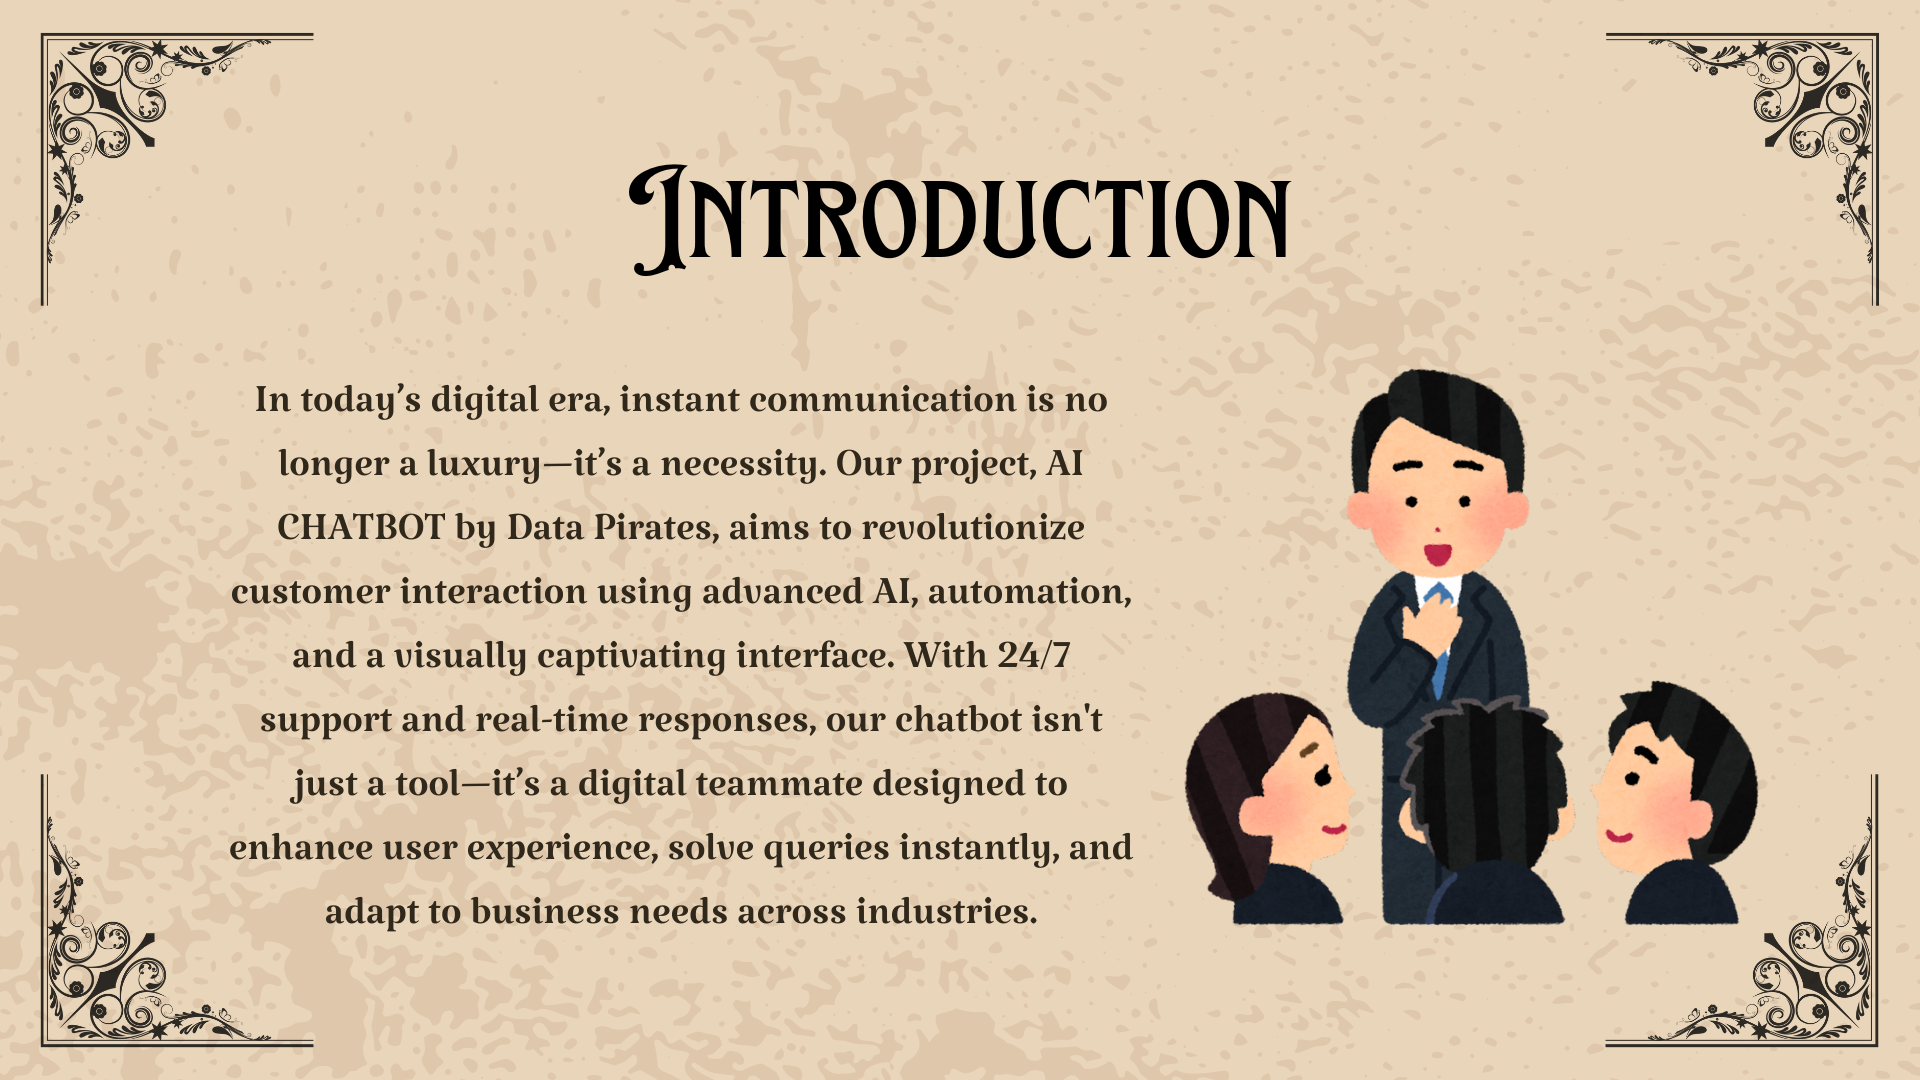 Introduction
In today’s digital era, instant communication is no
longer a luxury—it’s a necessity. Our project, AI
CHATBOT by Data Pirates, aims to revolutionize
customer interaction using advanced AI, automation,
and a visually captivating interface. With 24/7
support and real-time responses, our chatbot isn't
just a tool—it’s a digital teammate designed to
enhance user experience, solve queries instantly, and
adapt to business needs across industries.